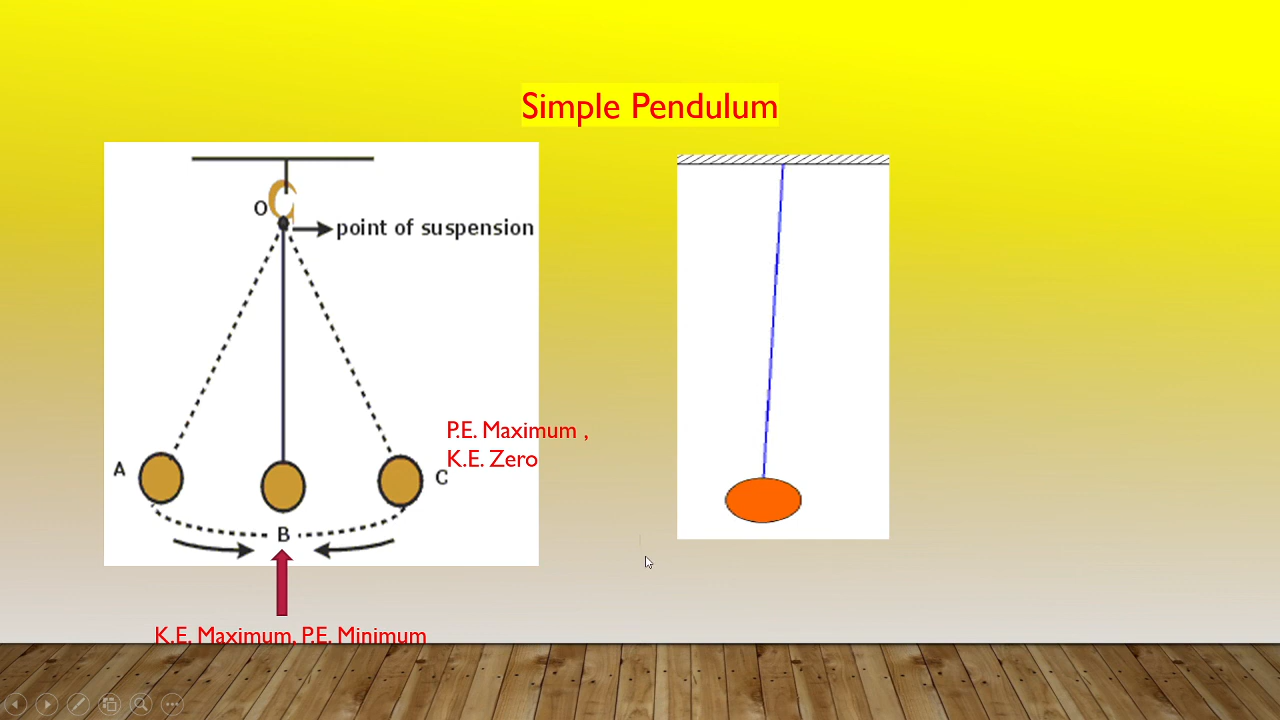 Simple Pendulum
O
point of suspension
P.E. Maximum ,
K.E. Zero
A
C
B
K.E. Maximum, P.E. Minimum